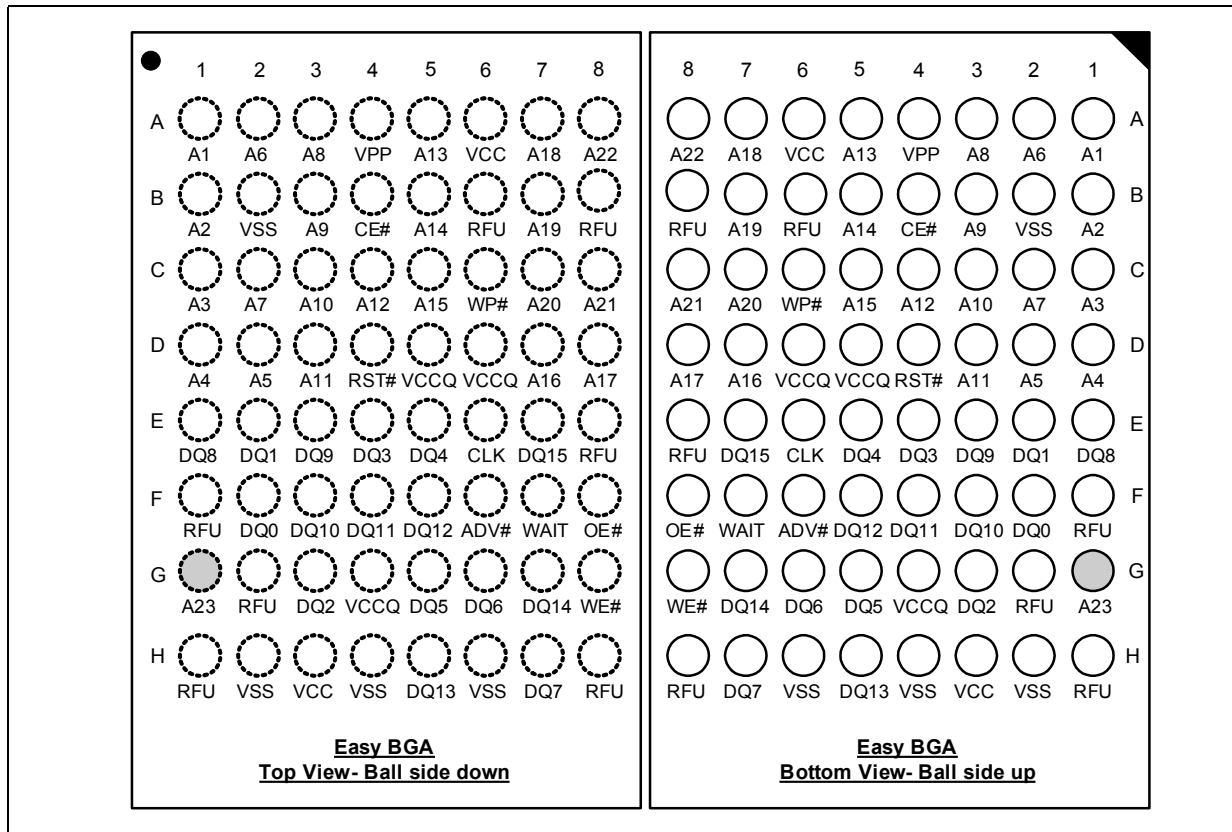 1 2 3 4 5 6 7 8
A
A1 A6 A8 VPP A13 VCC A18 A22
B
A2 VSS A9 CE# A14 RFU A19 RFU
C
A3 A7 A10 A12 A15 WP# A20 A21
D
A4 A5 A11 RST# VCCQ VCCQ A16 A17
E
DQ8 DQ1 DQ9 DQ3 DQ4 CLK DQ15 RFU
F
RFU DQ0 DQ10 DQ11 DQ12 ADV# WAIT OE#
G
A23 RFU DQ2 VCCQ DQ5 DQ6 DQ14 WE#
H
RFU VSS VCC VSS DQ13 VSS DQ7 RFU
Easy BGA
Top View- Ball side down
8 7 6 5 4 3 2 1
A
A22 A18 VCC A13 VPP A8 A6 A1
B
RFU A19 RFU A14 CE# A9 VSS A2
C
A21 A20 WP# A15 A12 A10 A7 A3
D
A17 A16 VCCQ VCCQ RST# A11 A5 A4
E
RFU DQ15 CLK DQ4 DQ3 DQ9 DQ1 DQ8
F
OE# WAIT ADV# DQ12 DQ11 DQ10 DQ0 RFU
G
WE# DQ14 DQ6 DQ5 VCCQ DQ2 RFU A23
H
RFU DQ7 VSS DQ13 VSS VCC VSS RFU
Easy BGA
Bottom View- Ball side up